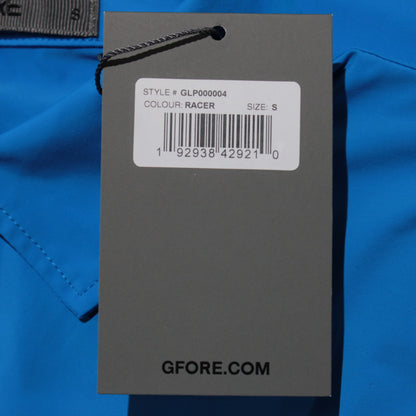 S
STYLE # GLP000004
COLOUR: RACER SIZE: S
1 92938 42921 0
GFORE.COM